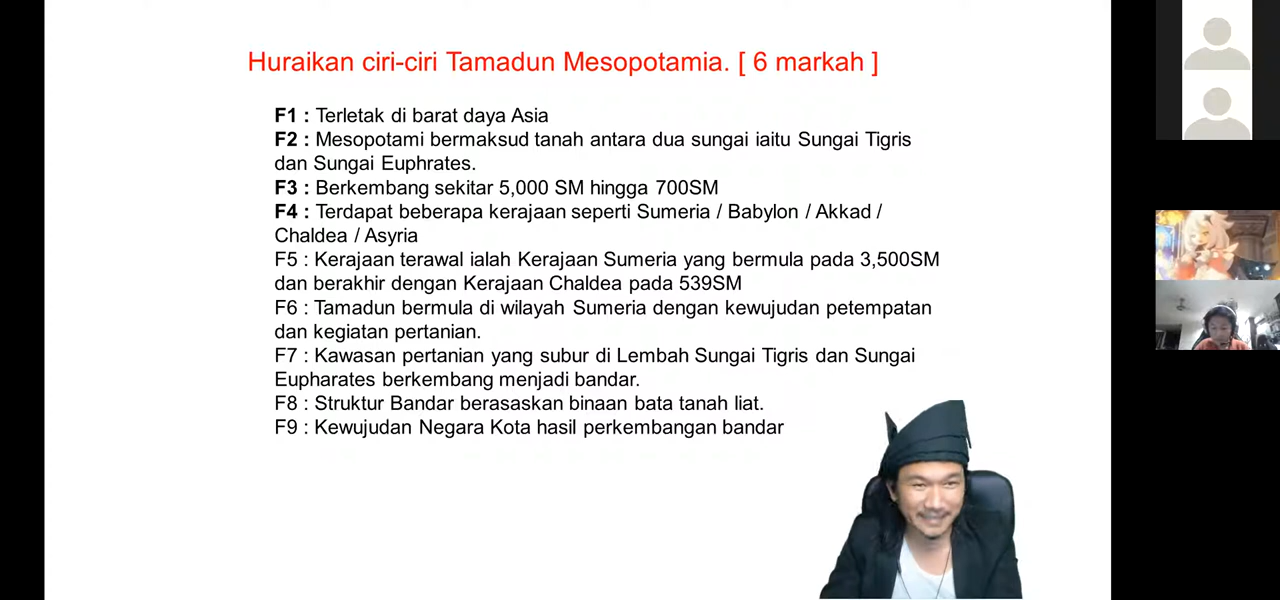 Huraikan ciri-ciri Tamadun Mesopotamia. [ 6 markah ]
F1 : Terletak di barat daya Asia
F2 : Mesopotami bermaksud tanah antara dua sungai iaitu Sungai Tigris
dan Sungai Euphrates.
F3 : Berkembang sekitar 5,000 SM hingga 700SM
F4 : Terdapat beberapa kerajaan seperti Sumeria / Babylon / Akkad /
Chaldea / Asyria
F5 : Kerajaan terawal ialah Kerajaan Sumeria yang bermula pada 3,500SM
dan berakhir dengan Kerajaan Chaldea pada 539SM
F6 : Tamadun bermula di wilayah Sumeria dengan kewujudan petempatan
dan kegiatan pertanian.
F7 : Kawasan pertanian yang subur di Lembah Sungai Tigris dan Sungai
Eupharates berkembang menjadi bandar.
F8 : Struktur Bandar berasaskan binaan bata tanah liat.
F9 : Kewujudan Negara Kota hasil perkembangan bandar